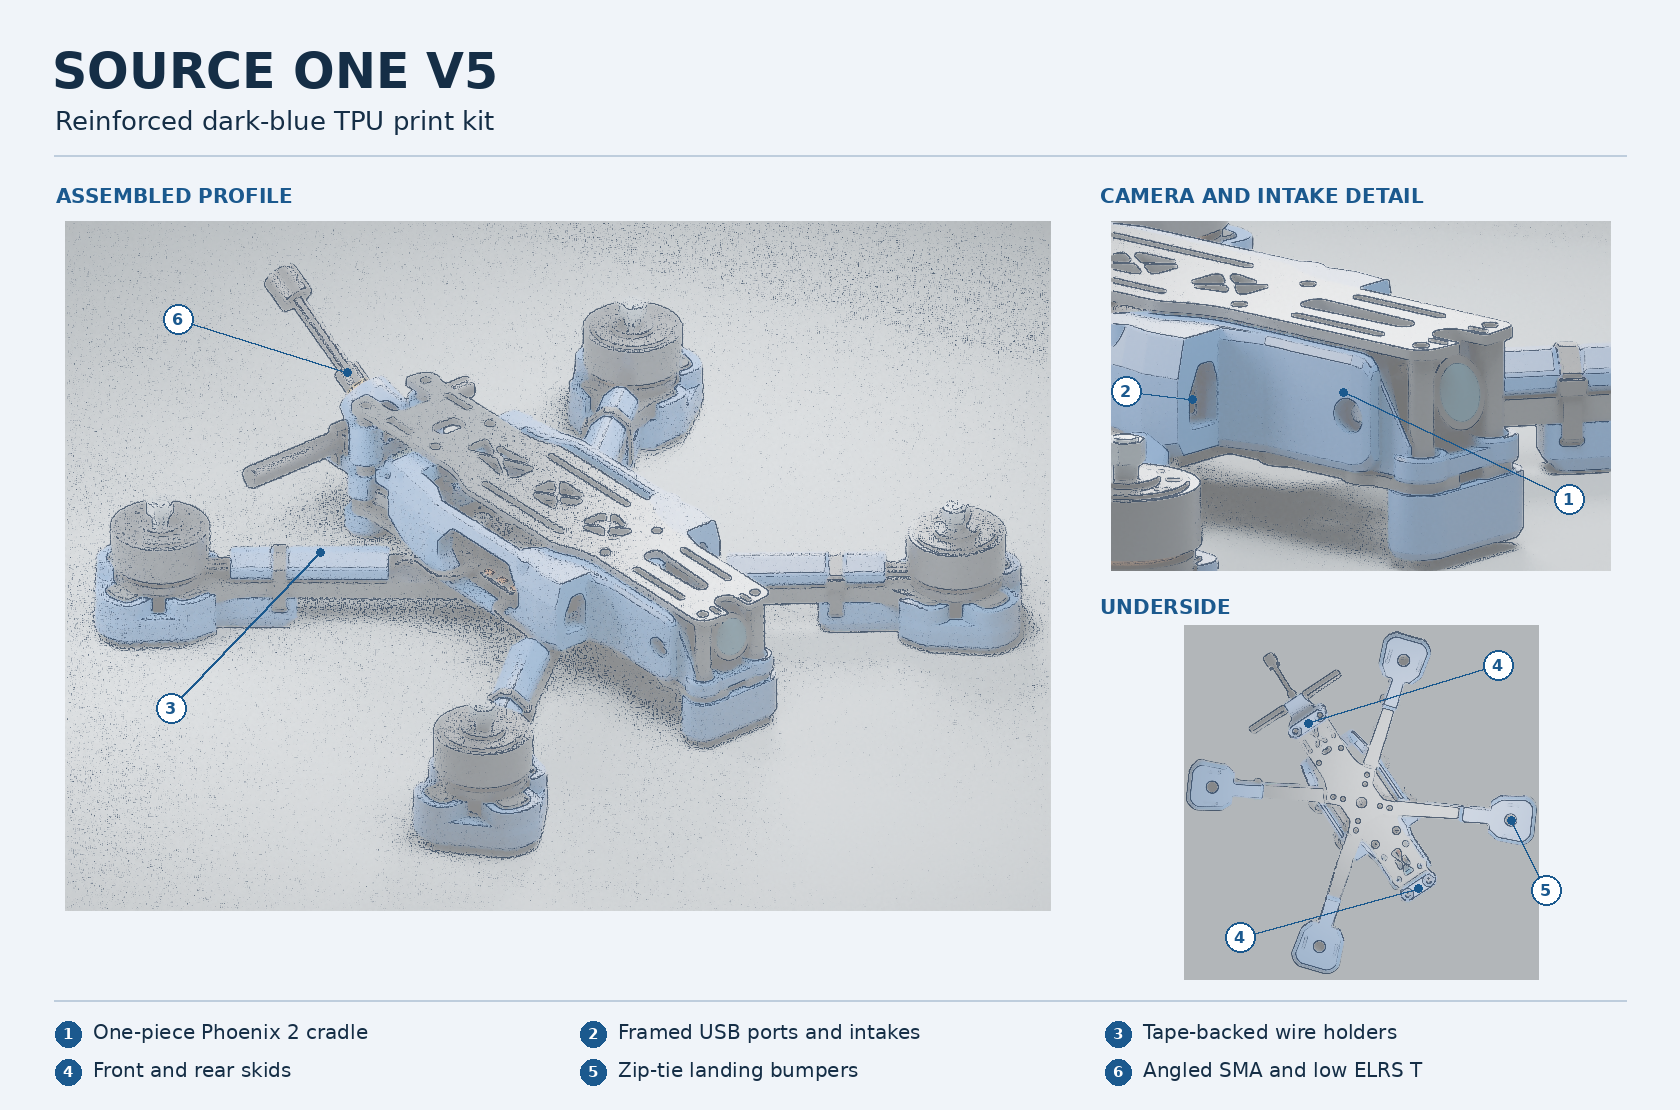 SOURCE ONE V5
Reinforced dark-blue TPU print kit
ASSEMBLED PROFILE
6
3
CAMERA AND INTAKE DETAIL
2
1
UNDERSIDE
4
5
4
1 One-piece Phoenix 2 cradle
2 Framed USB ports and intakes
3 Tape-backed wire holders
4 Front and rear skids
5 Zip-tie landing bumpers
6 Angled SMA and low ELRS T